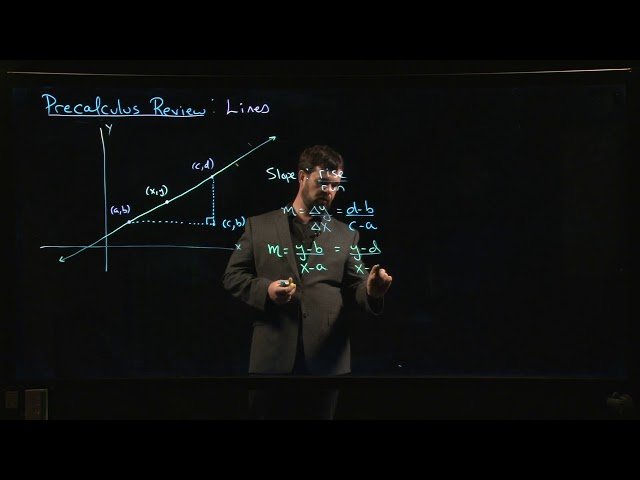 Precalculus Review: Lines
Y
(c,d)
(x,y)
(a,b)
(c,b)
x
Slope: rise/run
m = Δy/Δx = d-b/c-a
m = y-b/x-a = y-d/x-